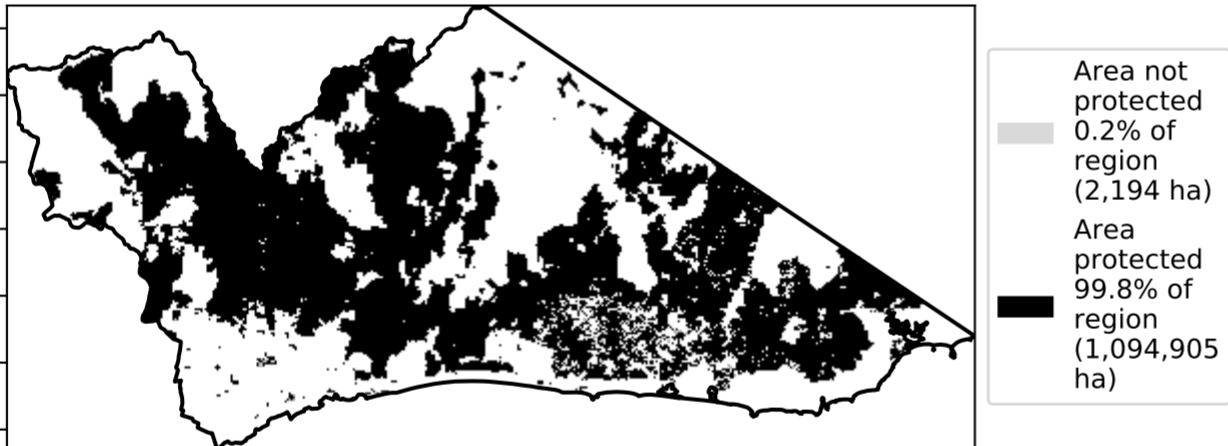 Area not
protected
0.2% of
region
(2,194 ha)
Area
protected
99.8% of
region
(1,094,905
ha)